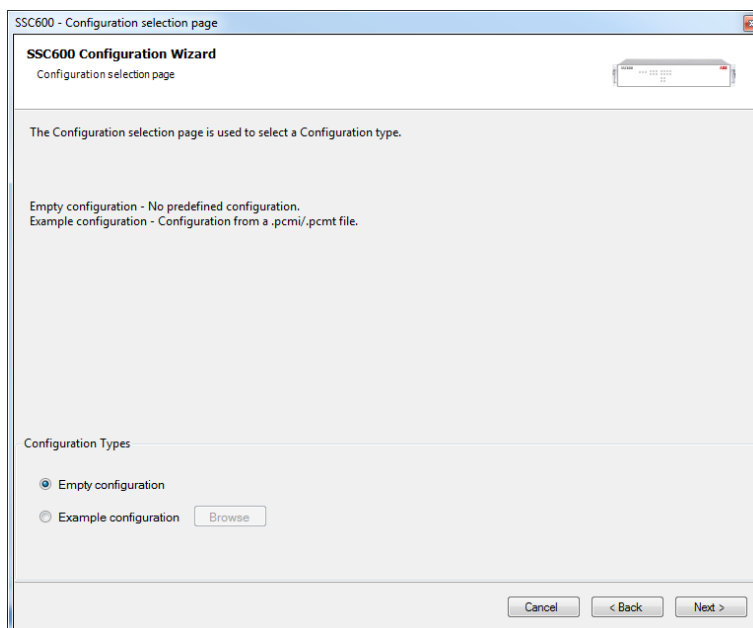 SSC600 - Configuration selection page
SSC600 Configuration Wizard
Configuration selection page
The Configuration selection page is used to select a Configuration type.
Empty configuration - No predefined configuration.
Example configuration - Configuration from a .pcmi/.pcmt file.
Configuration Types
Empty configuration
Example configuration Browse
Cancel < Back Next >